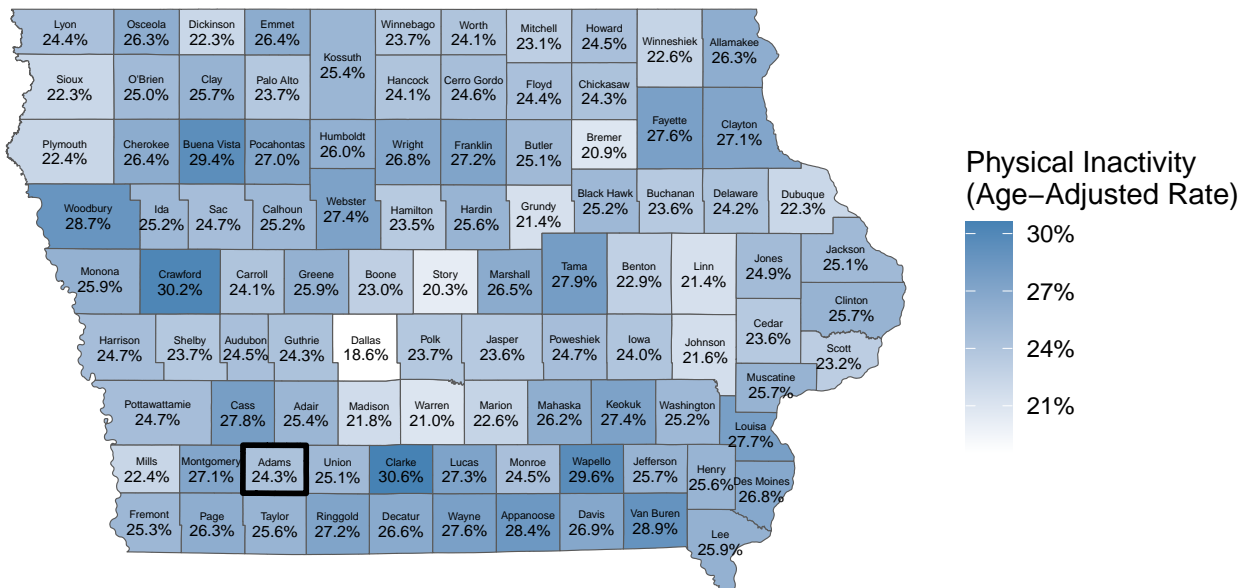 Lyon
24.4%
Osceola
26.3%
Dickinson
22.3%
Emmet
26.4%
Kossuth
25.4%
Winnebago
23.7%
Worth
24.1%
Mitchell
23.1%
Howard
24.5%
Winneshiek
22.6%
Allamakee
26.3%
Sioux
22.3%
O'Brien
25.0%
Clay
25.7%
Palo Alto
23.7%
Hancock
24.1%
Cerro Gordo
24.6%
Floyd
24.4%
Chickasaw
24.3%
Fayette
27.6%
Clayton
27.1%
Plymouth
22.4%
Cherokee
26.4%
Buena Vista
29.4%
Pocahontas
27.0%
Humboldt
26.0%
Wright
26.8%
Franklin
27.2%
Butler
25.1%
Bremer
20.9%
Woodbury
28.7%
Ida
25.2%
Sac
24.7%
Calhoun
25.2%
Webster
27.4%
Hamilton
23.5%
Hardin
25.6%
Grundy
21.4%
Black Hawk
25.2%
Buchanan
23.6%
Delaware
24.2%
Dubuque
22.3%
Monona
25.9%
Crawford
30.2%
Carroll
24.1%
Greene
25.9%
Boone
23.0%
Story
20.3%
Marshall
26.5%
Tama
27.9%
Benton
22.9%
Linn
21.4%
Jones
24.9%
Jackson
25.1%
Clinton
25.7%
Harrison
24.7%
Shelby
23.7%
Audubon
24.5%
Guthrie
24.3%
Dallas
18.6%
Polk
23.7%
Jasper
23.6%
Poweshiek
24.7%
Iowa
24.0%
Johnson
21.6%
Cedar
23.6%
Scott
23.2%
Muscatine
25.7%
Pottawattamie
24.7%
Cass
27.8%
Adair
25.4%
Madison
21.8%
Warren
21.0%
Marion
22.6%
Mahaska
26.2%
Keokuk
27.4%
Washington
25.2%
Louisa
27.7%
Mills
22.4%
Montgomery
27.1%
Adams
24.3%
Union
25.1%
Clarke
30.6%
Lucas
27.3%
Monroe
24.5%
Wapello
29.6%
Jefferson
25.7%
Henry
25.6%
Des Moines
26.8%
Fremont
25.3%
Page
26.3%
Taylor
25.6%
Ringgold
27.2%
Decatur
26.6%
Wayne
27.6%
Appanoose
28.4%
Davis
26.9%
Van Buren
28.9%
Lee
25.9%
Physical Inactivity
(Age−Adjusted Rate)
30%
27%
24%
21%